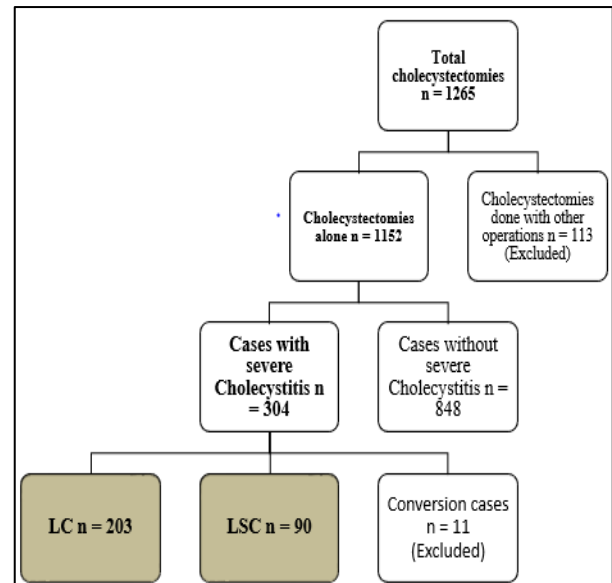 Total
cholecystectomies
n = 1265
Cholecystectomies
alone n = 1152
Cholecystectomies
done with other
operations n = 113
(Excluded)
Cases with
severe
Cholecystitis n
= 304
Cases without
severe
Cholecystitis n =
848
LC n = 203
LSC n = 90
Conversion cases
n = 11
(Excluded)